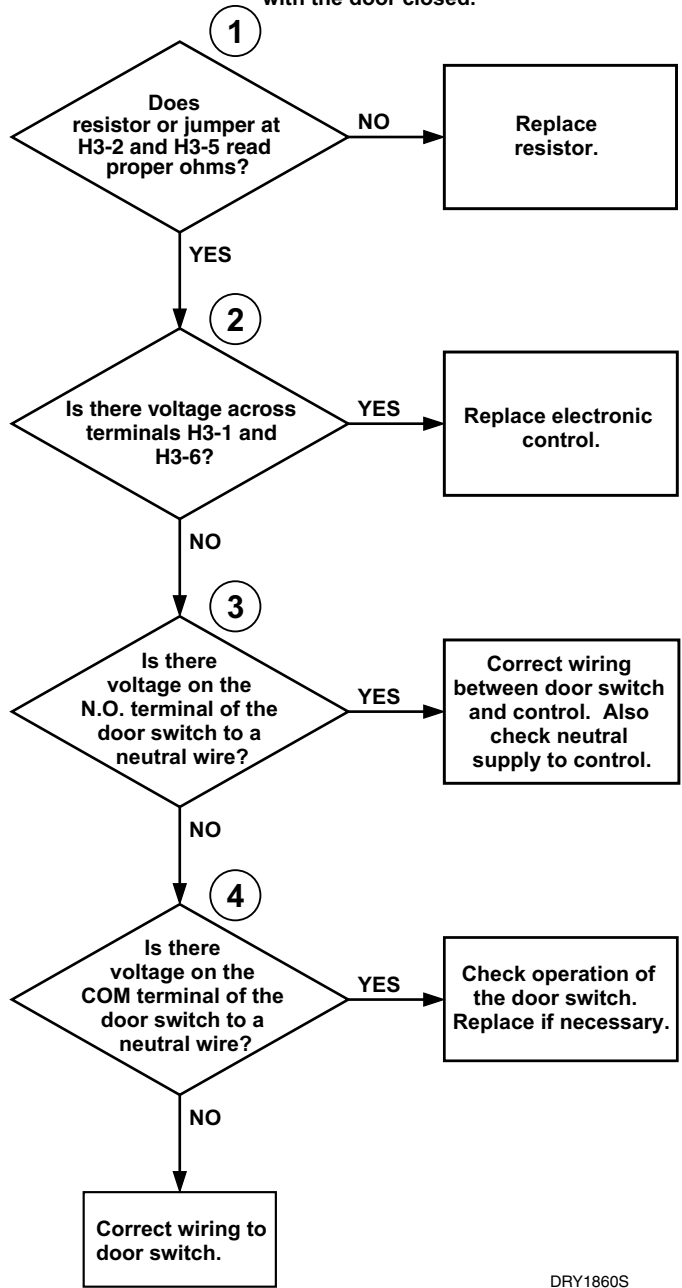 with the door closed.
1
Does
resistor or jumper at
H3-2 and H3-5 read
proper ohms?
NO
Replace
resistor.
YES
2
Is there voltage across
terminals H3-1 and
H3-6?
YES
Replace electronic
control.
NO
3
Is there
voltage on the
N.O. terminal of the
door switch to a
neutral wire?
YES
Correct wiring
between door switch
and control. Also
check neutral
supply to control.
NO
4
Is there
voltage on the
COM terminal of the
door switch to a
neutral wire?
YES
Check operation of
the door switch.
Replace if necessary.
NO
Correct wiring to
door switch.
DRY1860S